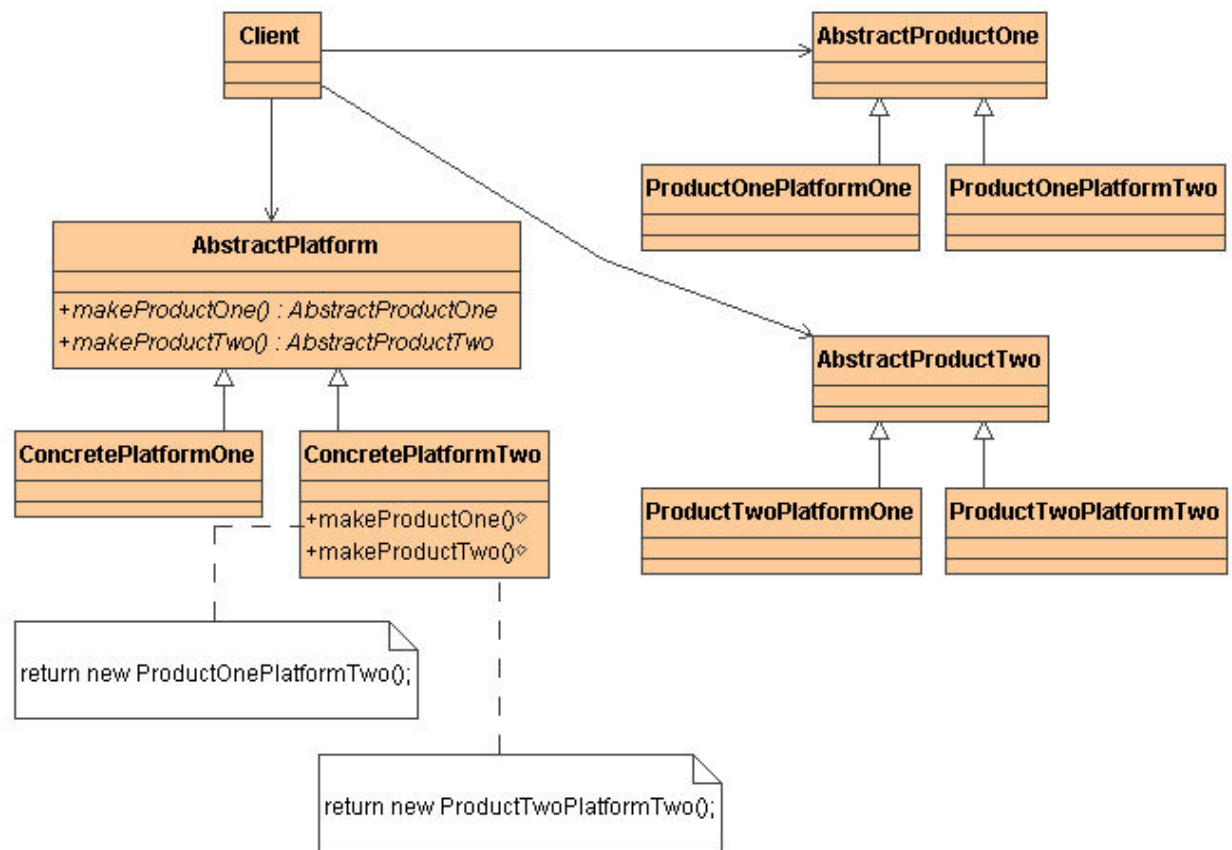 Client
AbstractProductOne
ProductOnePlatformOne
ProductOnePlatformTwo
AbstractPlatform
+makeProductOne() : AbstractProductOne
+makeProductTwo() : AbstractProductTwo
AbstractProductTwo
ConcretePlatformOne
ConcretePlatformTwo
+makeProductOne()
+makeProductTwo()
ProductTwoPlatformOne
ProductTwoPlatformTwo
return new ProductOnePlatformTwo();
return new ProductTwoPlatformTwo();